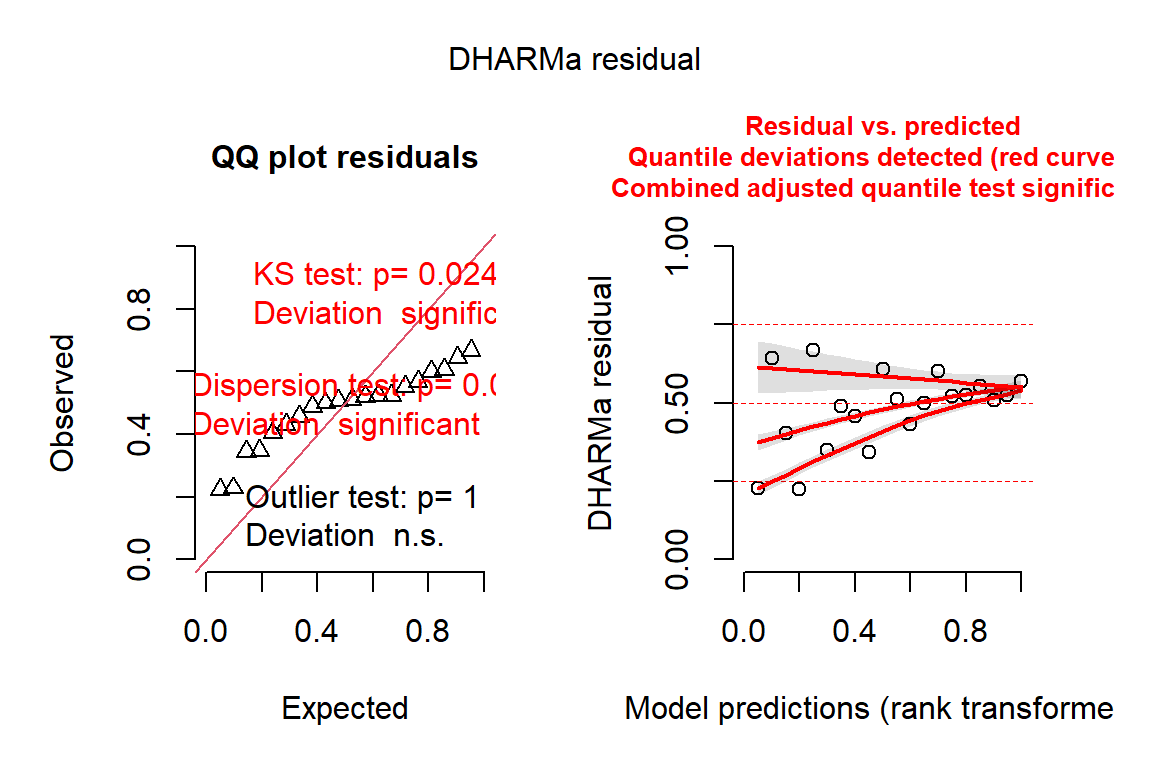 DHARMa residual
QQ plot residuals
KS test: p= 0.024
Deviation significc
Dispersion test: p= 0.0
Deviation significant
Outlier test: p= 1
Deviation n.s.
Observed
0.0
0.4
0.8
0.0
0.4
0.8
Expected
Residual vs. predicted
Quantile deviations detected (red curve
Combined adjusted quantile test signific
DHARMa residual
0.00
0.50
1.00
0.0
0.4
0.8
Model predictions (rank transforme